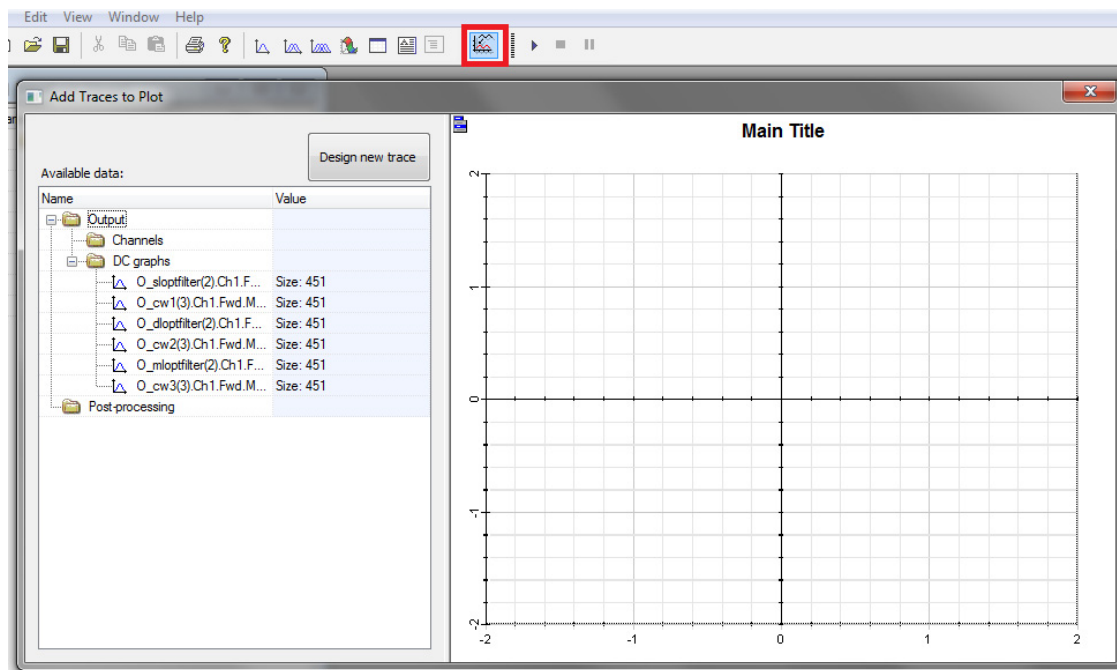 Edit View Window Help
Add Traces to Plot
Design new trace
Available data:
Name Value
Output
Channels
DC graphs
O_sloptfilter(2).Ch1.F... Size: 451
O_cw1(3).Ch1.Fwd.M... Size: 451
O_dloptfilter(2).Ch1.F... Size: 451
O_cw2(3).Ch1.Fwd.M... Size: 451
O_mloptfilter(2).Ch1.F... Size: 451
O_cw3(3).Ch1.Fwd.M... Size: 451
Post-processing
Main Title
2
1
0
-1
-2
-2 -1 0 1 2